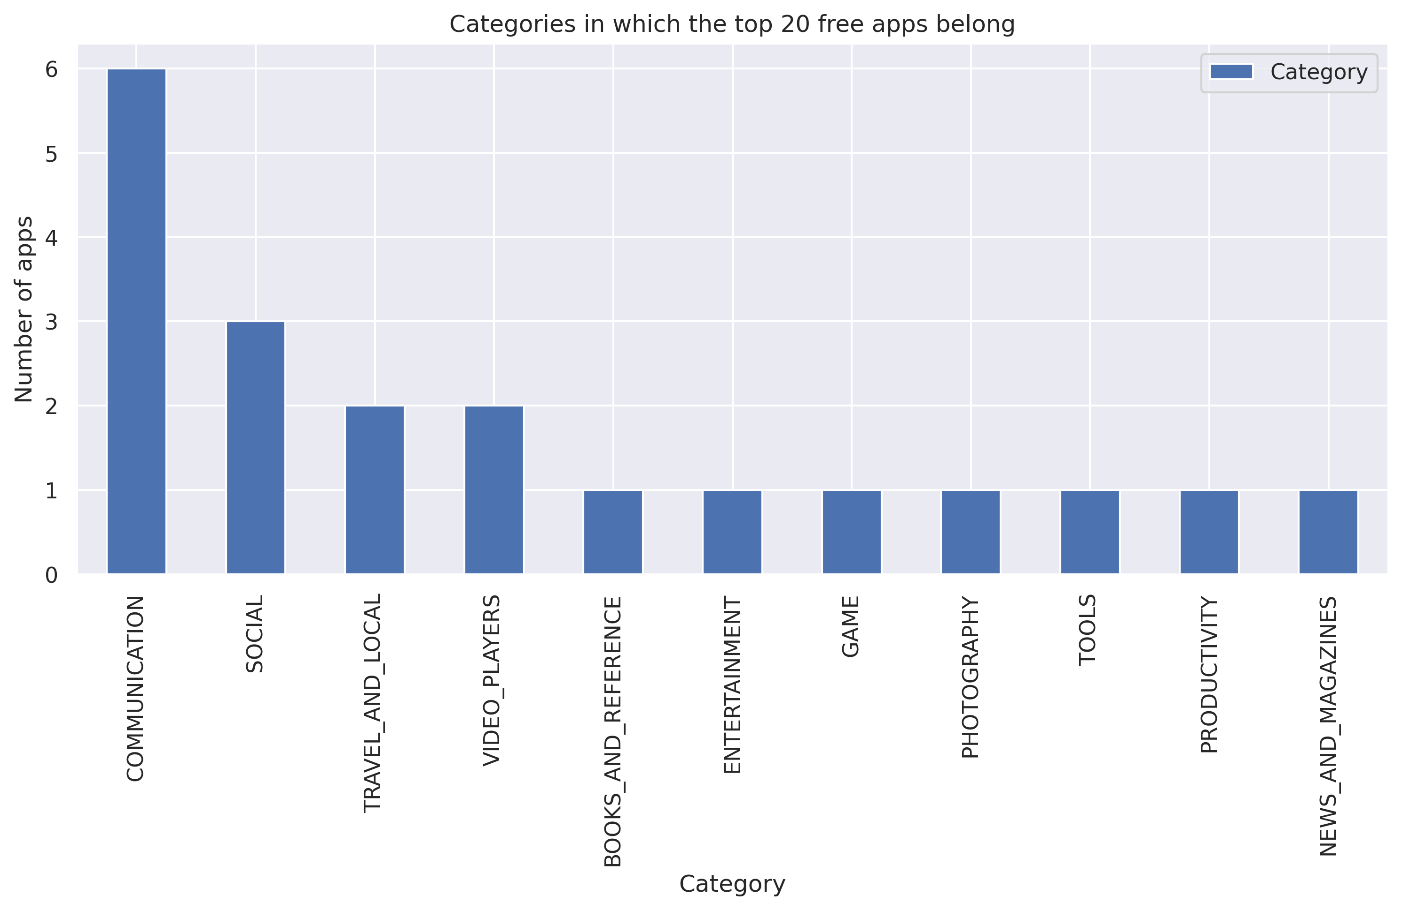 Categories in which the top 20 free apps belong
Category
Number of apps
6
5
4
3
2
1
0
COMMUNICATION
SOCIAL
TRAVEL_AND_LOCAL
VIDEO_PLAYERS
BOOKS_AND_REFERENCE
ENTERTAINMENT
GAME
PHOTOGRAPHY
TOOLS
PRODUCTIVITY
NEWS_AND_MAGAZINES
Category